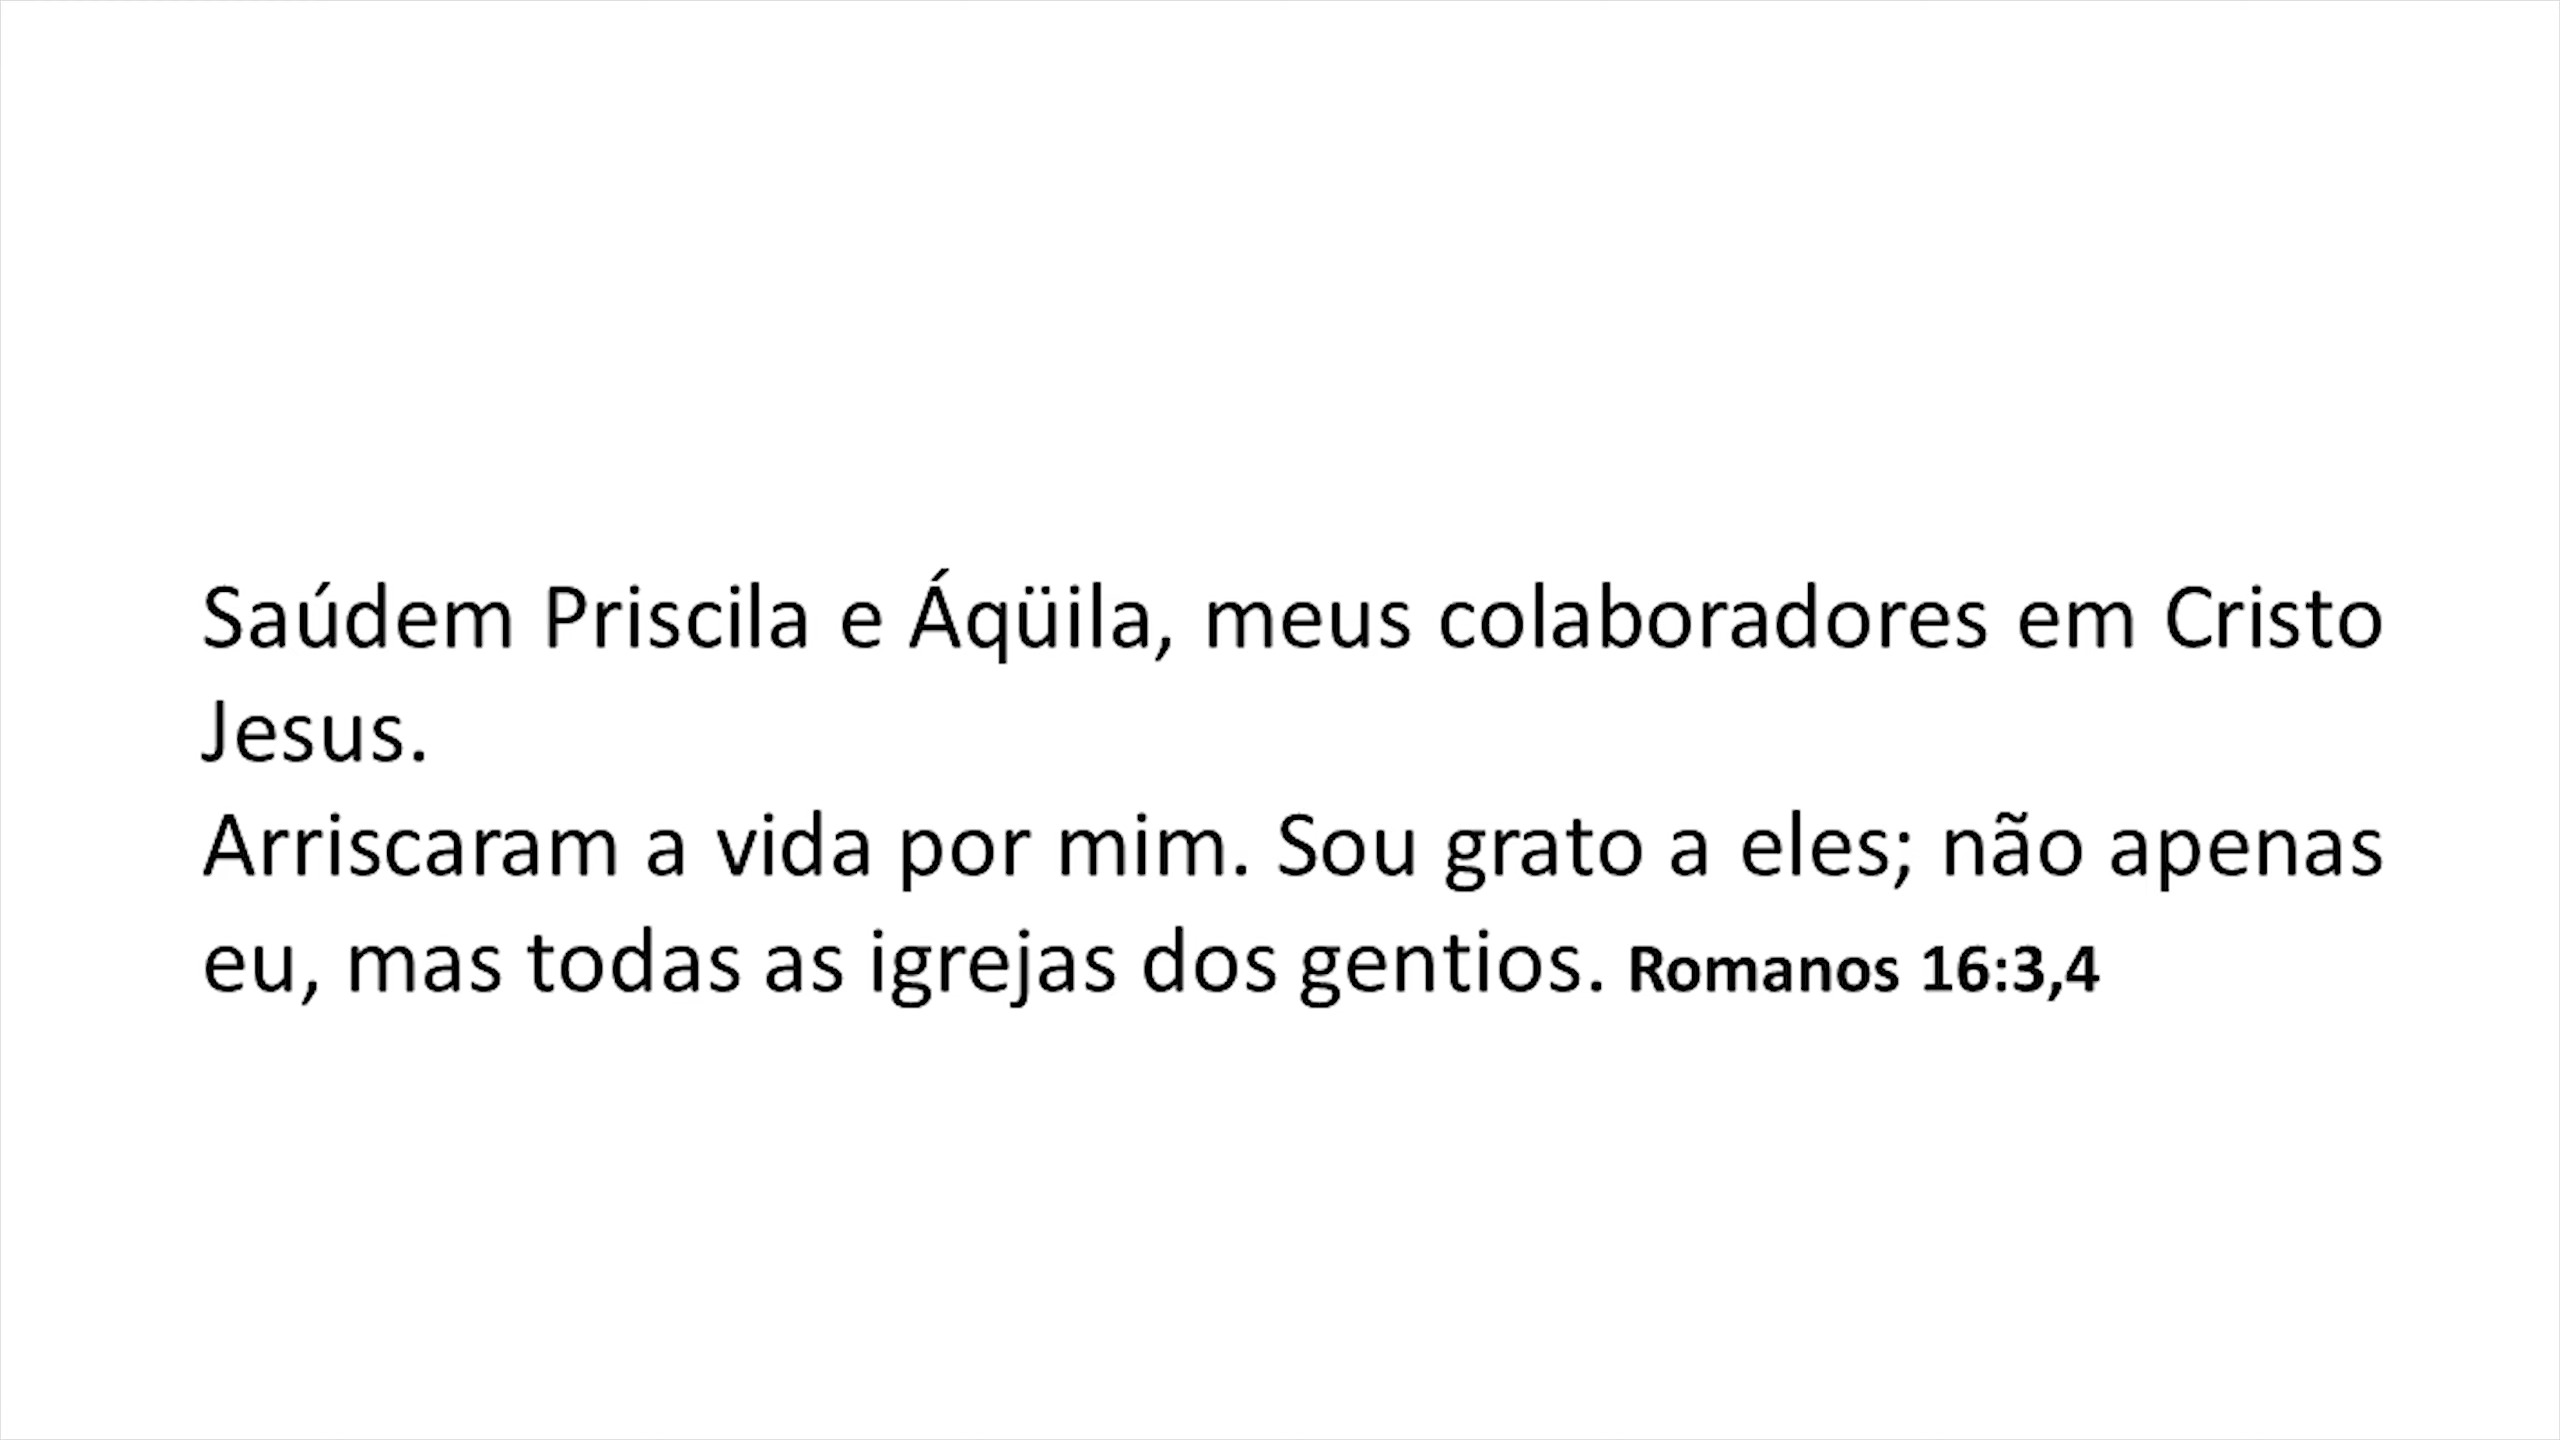 Saúdem Priscila e Áqüila, meus colaboradores em Cristo
Jesus.
Arriscaram a vida por mim. Sou grato a eles; não apenas
eu, mas todas as igrejas dos gentios. Romanos 16:3,4